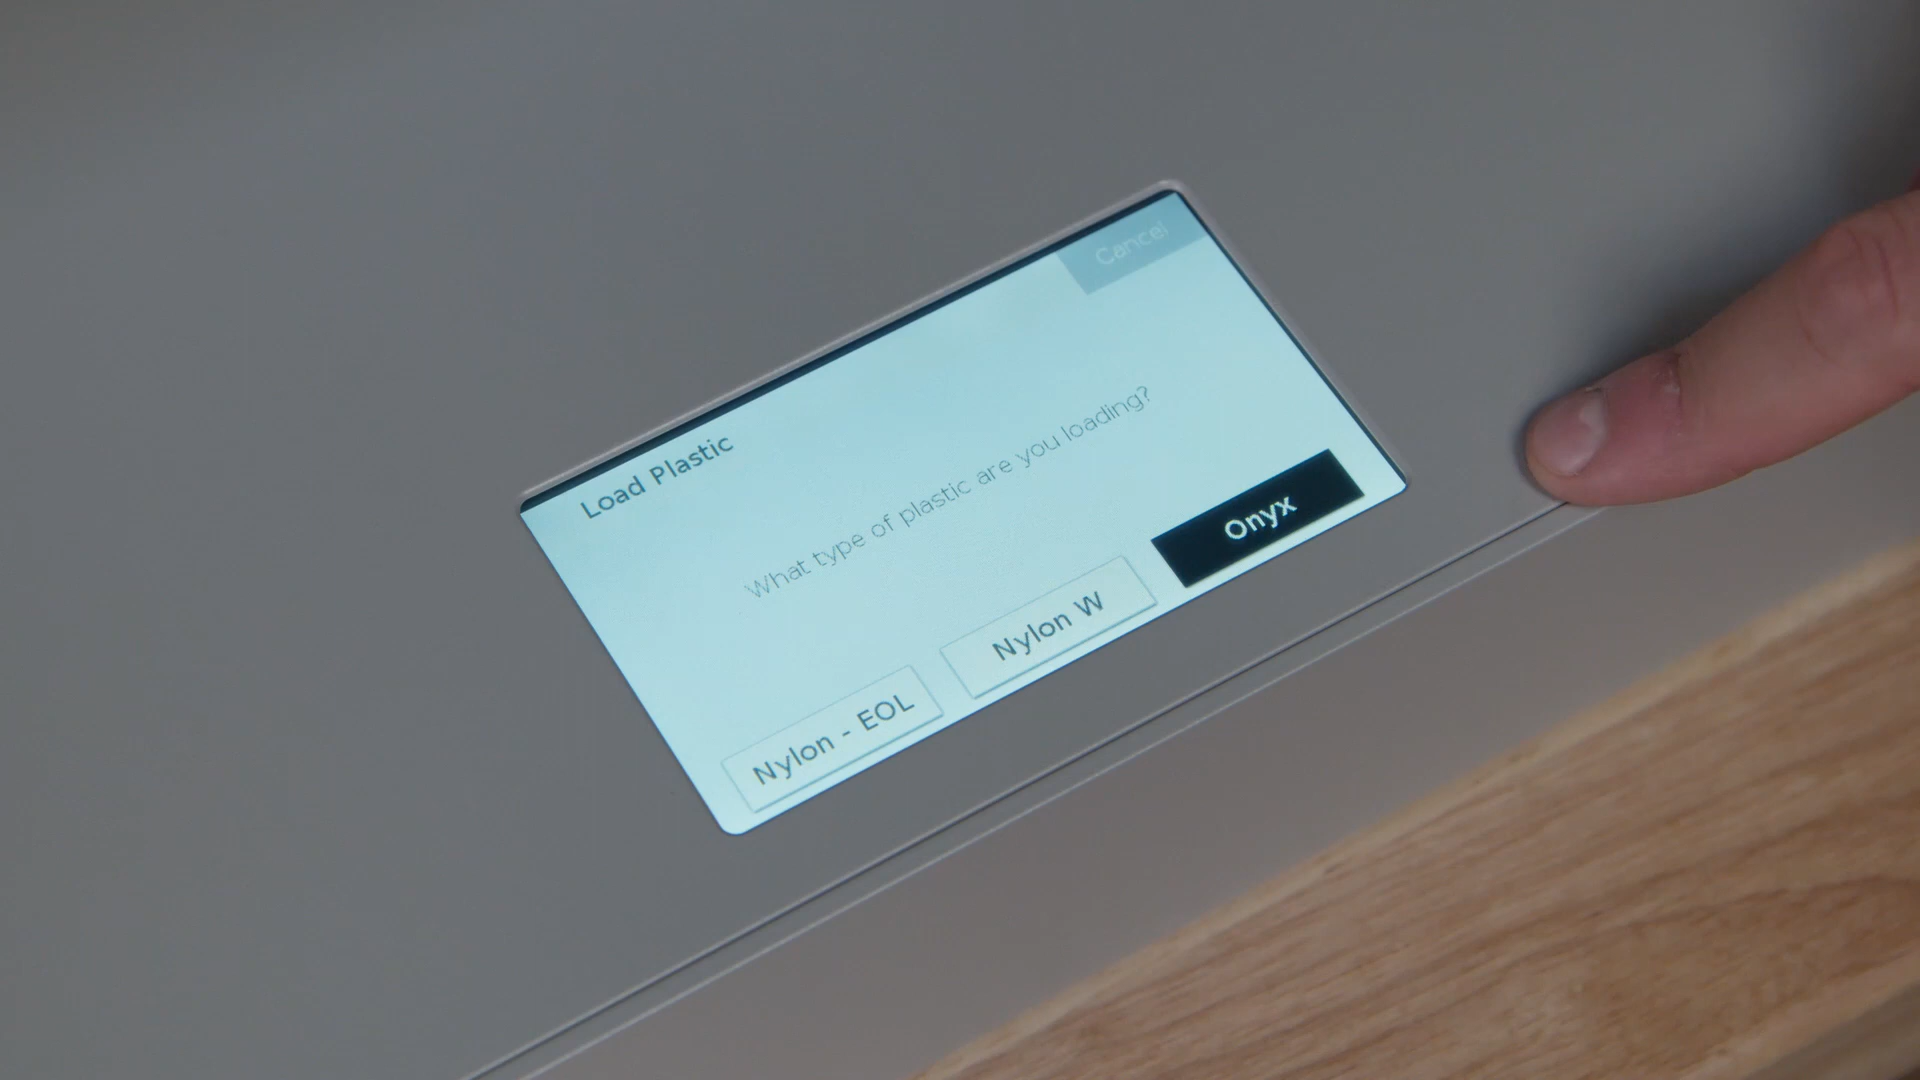 Cancel
Load Plastic
What type of plastic are you loading?
Nylon - EOL
Nylon W
Onyx